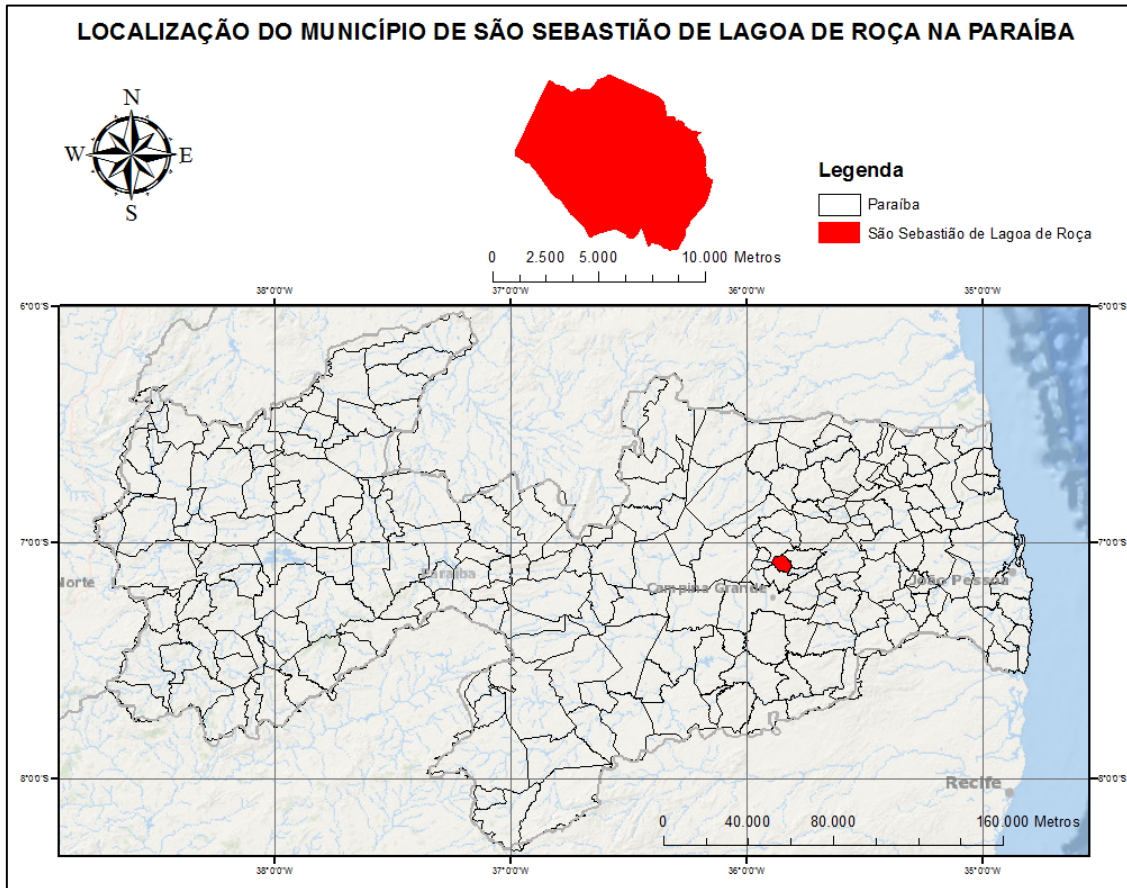 LOCALIZAÇÃO DO MUNICÍPIO DE SÃO SEBASTIÃO DE LAGOA DE ROÇA NA PARAÍBA
N
W E
S
Legenda
Paraíba
São Sebastião de Lagoa de Roça
0 2.500 5.000 10.000 Metros
38°0'0"W 37°0'0"W 36°0'0"W 35°0'0"W
6°0'0"S 6°0'0"S
7°0'0"S 7°0'0"S
Norte Paraíba Campina Grande João Pessoa
8°0'0"S 8°0'0"S
Recife
0 40.000 80.000 160.000 Metros
38°0'0"W 37°0'0"W 36°0'0"W 35°0'0"W